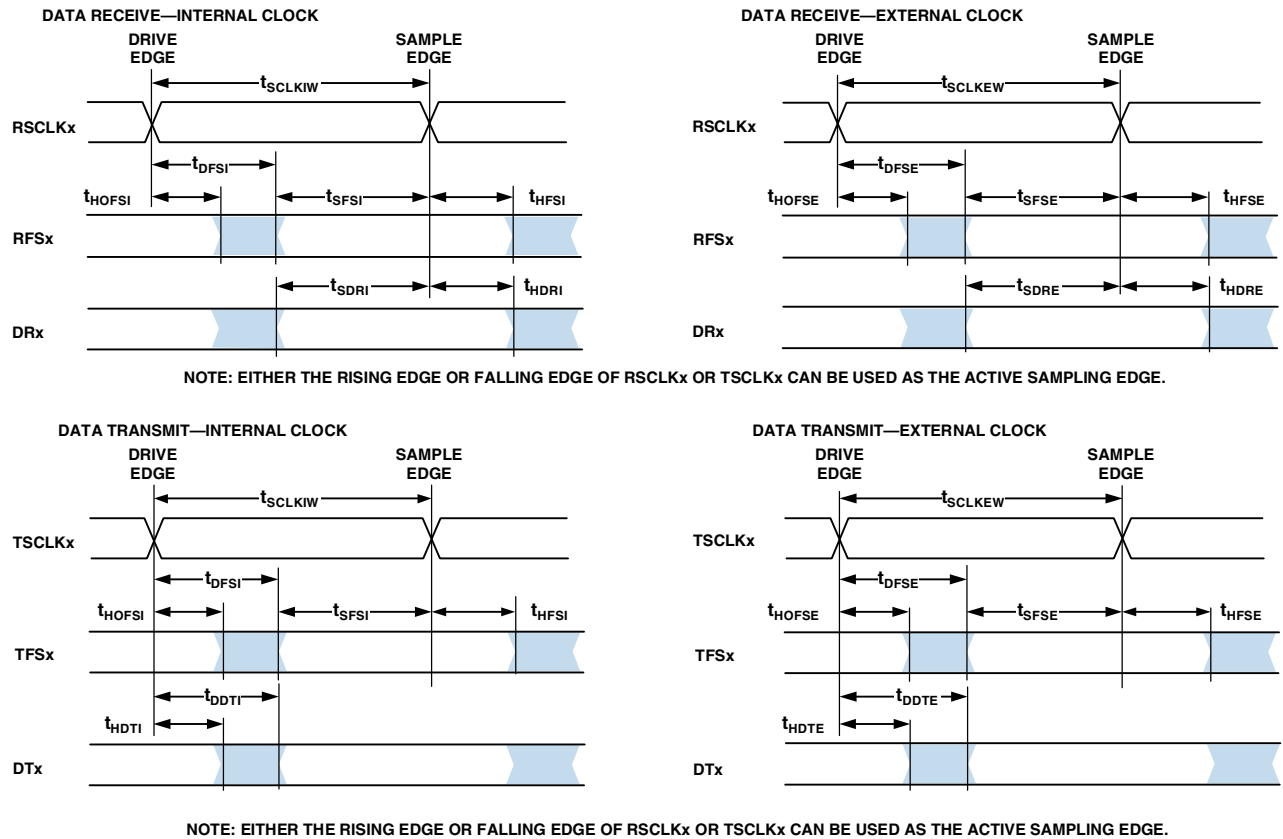 DATA RECEIVE—INTERNAL CLOCK
DRIVE
EDGE
SAMPLE
EDGE
tSCLKIW
RSCLKx
tDFSI
tHOFSI
tSFSI
tHFSI
RFSx
tSDRI
tHDRI
DRx
DATA RECEIVE—EXTERNAL CLOCK
DRIVE
EDGE
SAMPLE
EDGE
tSCLKEW
RSCLKx
tDFSE
tHOFSE
tSFSE
tHFSE
RFSx
tSDRE
tHDRE
DRx
NOTE: EITHER THE RISING EDGE OR FALLING EDGE OF RSCLKx OR TSCLKx CAN BE USED AS THE ACTIVE SAMPLING EDGE.
DATA TRANSMIT—INTERNAL CLOCK
DRIVE
EDGE
SAMPLE
EDGE
tSCLKIW
TSCLKx
tDFSI
tHOFSI
tSFSI
tHFSI
TFSx
tDDTI
tHDTI
DTx
DATA TRANSMIT—EXTERNAL CLOCK
DRIVE
EDGE
SAMPLE
EDGE
tSCLKEW
TSCLKx
tDFSE
tHOFSE
tSFSE
tHFSE
TFSx
tDDTE
tHDTE
DTx
NOTE: EITHER THE RISING EDGE OR FALLING EDGE OF RSCLKx OR TSCLKx CAN BE USED AS THE ACTIVE SAMPLING EDGE.